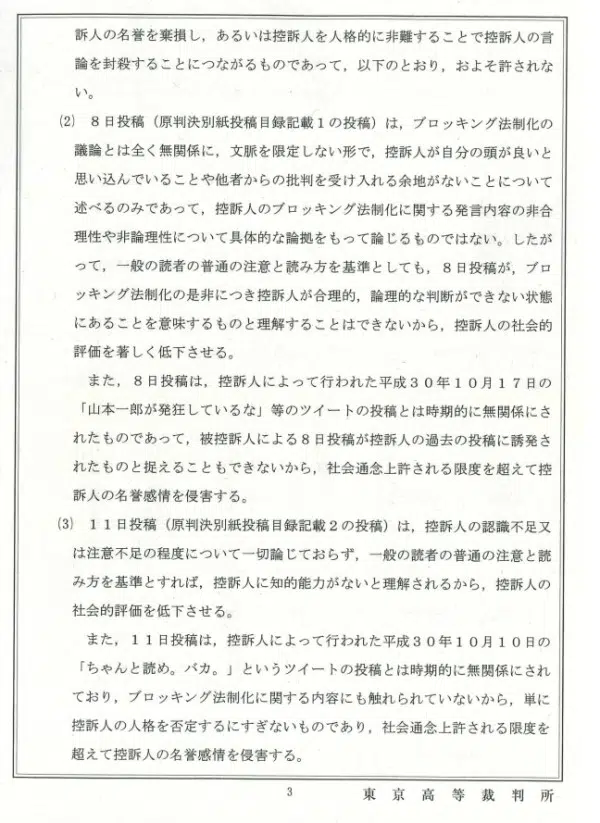 訴人の名誉を棄損し，あるいは控訴人を人格的に非難することで控訴人の言
論を封殺することにつながるものであって，以下のとおり，およそ許されな
い。
⑵　８日投稿（原判決別紙投稿目録記載１の投稿）は，ブロッキング法制化の
議論とは全く無関係に，文脈を限定しない形で，控訴人が自分の頭が良いと
思い込んでいることや他者からの批判を受け入れる余地がないことについて
述べるのみであって，控訴人のブロッキング法制化に関する発言内容の非合
理性や非論理性について具体的な論拠をもって論じるものではない。したが
って，一般の読者の普通の注意と読み方を基準としても，８日投稿が，ブロ
ッキング法制化の是非につき控訴人が合理的，論理的な判断ができない状態
にあることを意味するものと理解することはできないから，控訴人の社会的
評価を著しく低下させる。
また，８日投稿は，控訴人によって行われた平成３０年１０月１７日の
「山本一郎が発狂しているな」等のツイートの投稿とは時期的に無関係にさ
れたものであって，被控訴人による８日投稿が控訴人の過去の投稿に誘発さ
れたものと捉えることもできないから，社会通念上許される限度を超えて控
訴人の名誉感情を侵害する。
⑶　１１日投稿（原判決別紙投稿目録記載２の投稿）は，控訴人の認識不足又
は注意不足の程度について一切論じておらず，一般の読者の普通の注意と読
み方を基準とすれば，控訴人に知的能力がないと理解されるから，控訴人の
社会的評価を低下させる。
また，１１日投稿は，控訴人によって行われた平成３０年１０月１０日の
「ちゃんと読め。バカ。」というツイートの投稿とは時期的に無関係にされ
ており，ブロッキング法制化に関する内容にも触れられていないから，単に
控訴人の人格を否定するにすぎないものであり，社会通念上許される限度を
超えて控訴人の名誉感情を侵害する。
3
東京高等裁判所